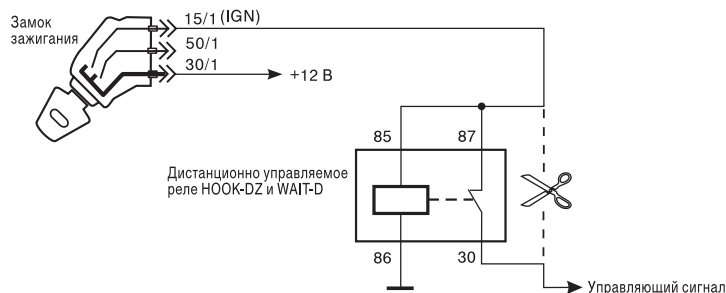 Замок
зажигания
15/1 (IGN)
50/1
30/1
+12 В
85
87
Дистанционно управляемое
реле HOOK-DZ и WAIT-D
86
30
Управляющий сигнал